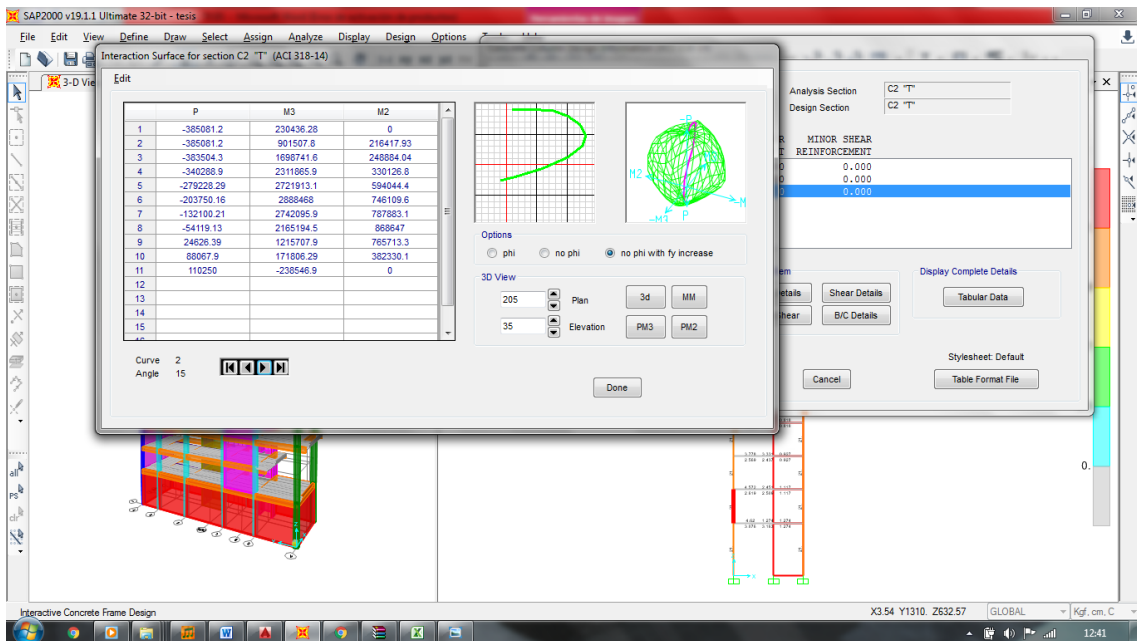 SAP2000 v19.1.1 Ultimate 32-bit - tesis
File Edit View Define Draw Select Assign Analyze Display Design Options
3-D Vie
Interaction Surface for section C2 "T" (ACI 318-14)
Edit
P M3 M2
1 -385081.2 230436.28 0
2 -385081.2 901507.8 216417.93
3 -383504.3 1698741.6 248884.04
4 -340288.9 2311865.9 330126.8
5 -279228.29 2721913.1 594044.4
6 -203750.16 2888468 746109.6
7 -132100.21 2742095.9 787883.1
8 -54119.13 2165194.5 868647
9 24626.39 1215707.9 765713.3
10 88067.9 171806.29 382330.1
11 110250 -238546.9 0
12
13
14
15
Curve 2
Angle 15
-P
M2
-M
-M3
P
Options
phi no phi no phi with fy increase
3D View
205 Plan 3d MM
35 Elevation PM3 PM2
Done
Analysis Section C2 "T"
Design Section C2 "T"
MINOR SHEAR
REINFORCEMENT
0.000
0.000
0.000
Display Complete Details
Shear Details Tabular Data
B/C Details
Stylesheet: Default
Cancel Table Format File
all
PS
clr
0.
Interactive Concrete Frame Design X3.54 Y1310. Z632.57 GLOBAL Kgf, cm, C
12:41